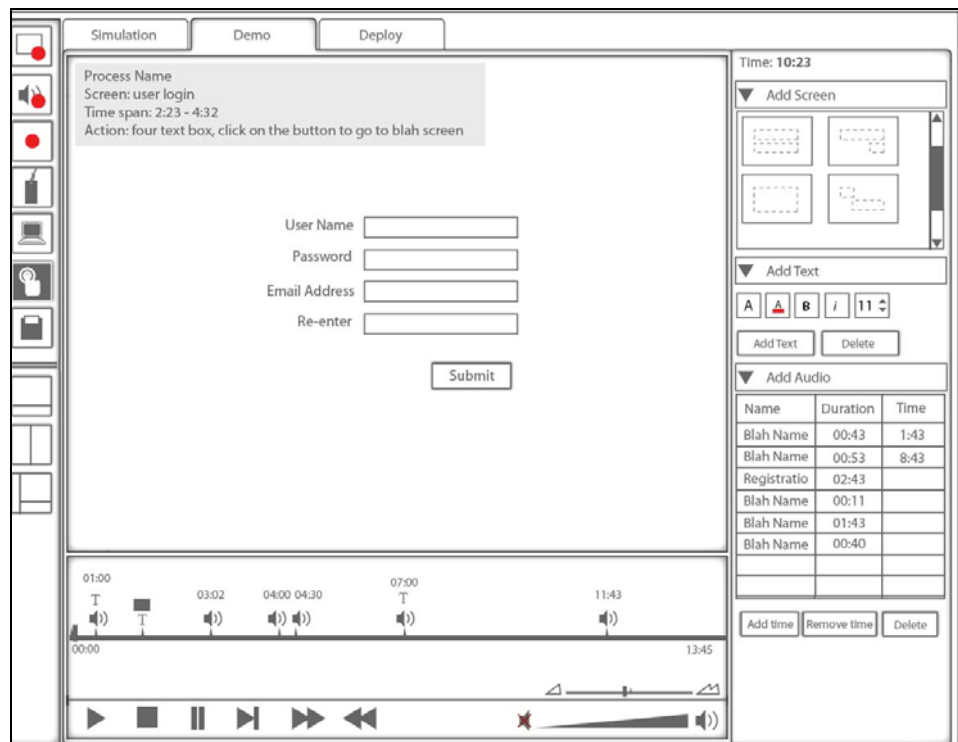 Simulation Demo Deploy
Process Name
Screen: user login
Time span: 2:23 - 4:32
Action: four text box, click on the button to go to blah screen
User Name
Password
Email Address
Re-enter
Submit
01:00 03:02 04:00 04:30 07:00 11:43
T T T
00:00 13:45
Time: 10:23
Add Screen
Add Text
A A B i 11
Add Text Delete
Add Audio
Name Duration Time
Blah Name 00:43 1:43
Blah Name 00:53 8:43
Registratio 02:43
Blah Name 00:11
Blah Name 01:43
Blah Name 00:40
Add time Remove time Delete